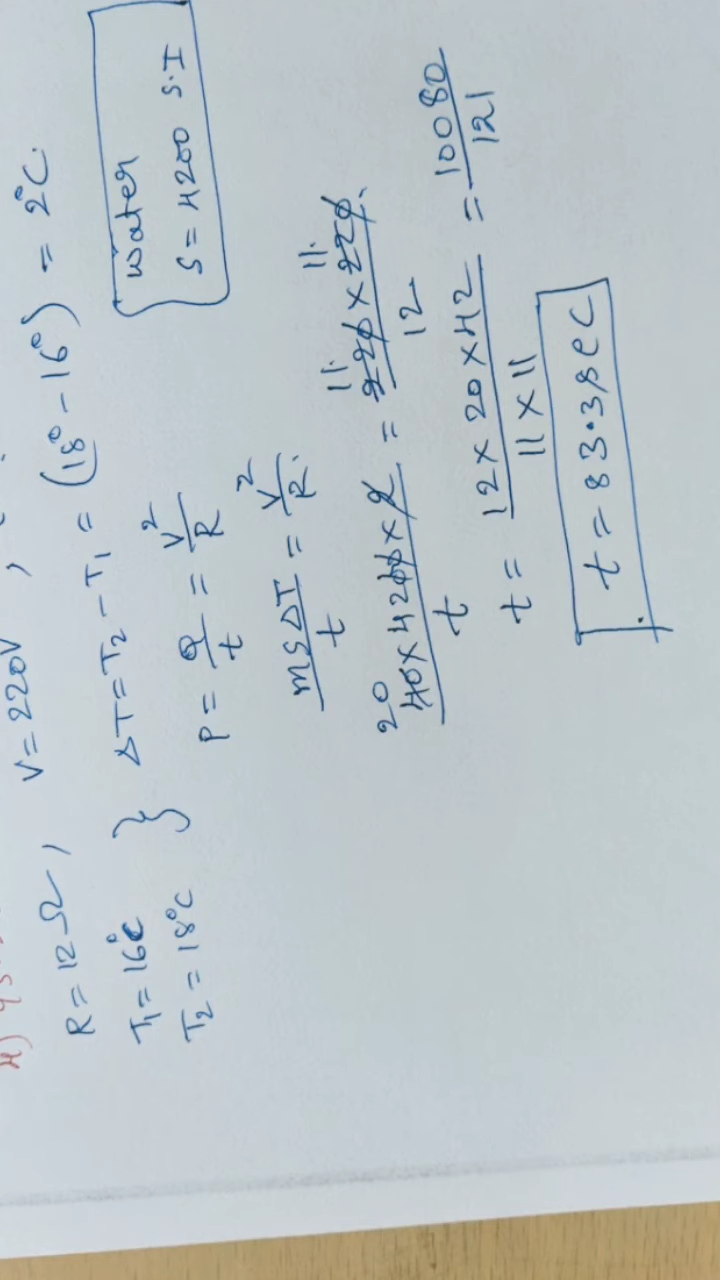 4)
R = 12 Ω, V = 220V,
T₁ = 16°C
T₂ = 18°C } ΔT = T₂ - T₁ = (18° - 16°) = 2°C.
P = Q/t = V²/R
{ Water
S = 4200 S.I
msΔT/t = V²/R.
20 11. 11.
40 × 4200 × 2/t = 220 × 220./12
t = 12 × 20 × 42/11 × 11 = 10080/121
t = 83.3 sec